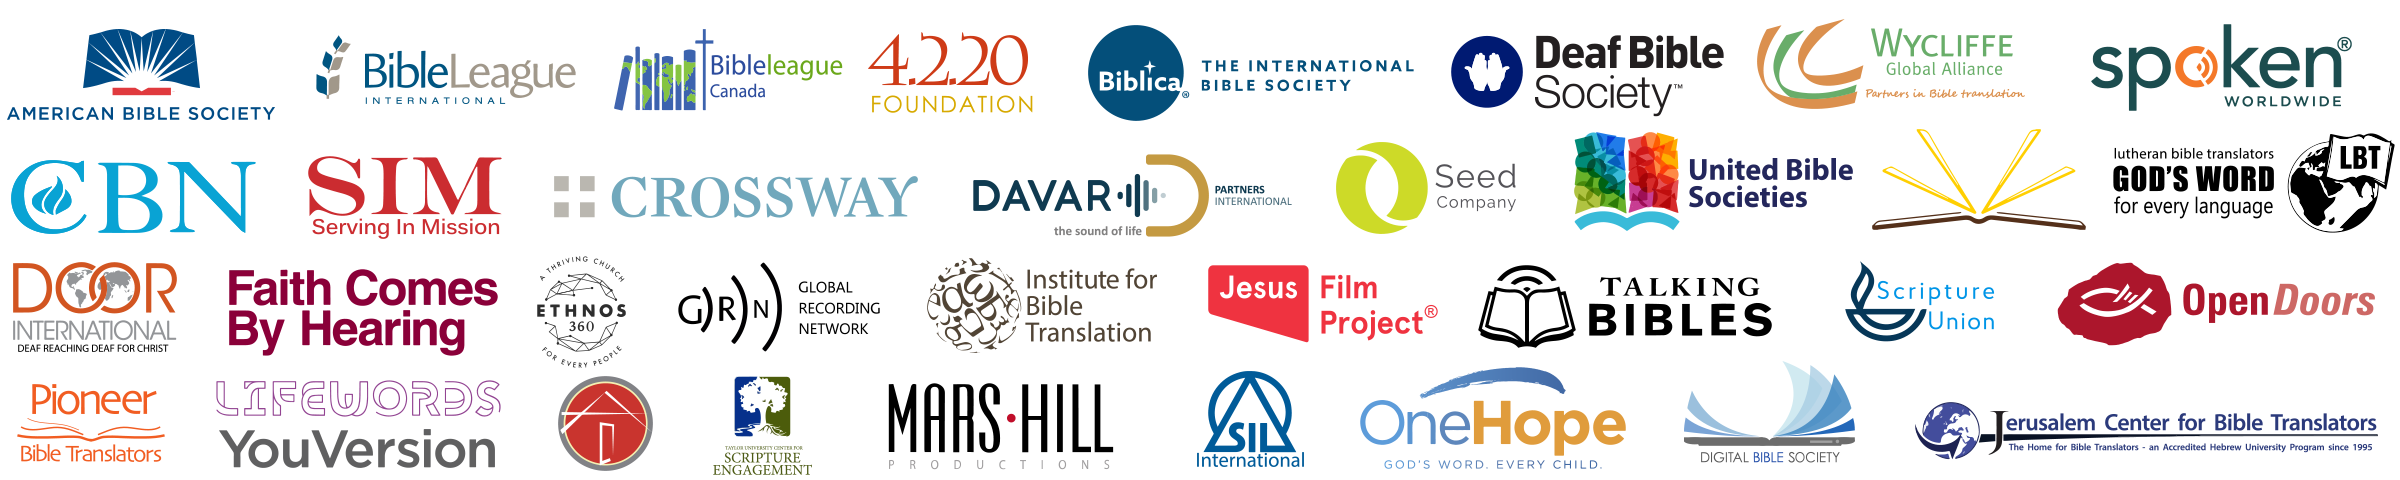 AMERICAN BIBLE SOCIETY
BibleLeague
INTERNATIONAL
Bibleleague
Canada
4.2.20
FOUNDATION
Biblica®
THE INTERNATIONAL
BIBLE SOCIETY
Deaf Bible
Society™
WYCLIFFE
Global Alliance
Partners in Bible translation
spoken®
WORLDWIDE
CBN
SIM
Serving In Mission
CROSSWAY
DAVAR
PARTNERS
INTERNATIONAL
the sound of life
Seed
Company
United Bible
Societies
lutheran bible translators
GOD'S WORD
for every language
LBT
DOOR
INTERNATIONAL
DEAF REACHING DEAF FOR CHRIST
Faith Comes
By Hearing
A THRIVING CHURCH
ETHNOS
360
FOR EVERY PEOPLE
G)R)N)
GLOBAL
RECORDING
NETWORK
Institute for
Bible
Translation
Jesus Film
Project®
TALKING
BIBLES
Scripture
Union
Open Doors
Pioneer
Bible Translators
LIFEWORDS
YouVersion
TAYLOR UNIVERSITY CENTER FOR
SCRIPTURE
ENGAGEMENT
MARS·HILL
PRODUCTIONS
SIL
International
OneHope
GOD'S WORD. EVERY CHILD.
DIGITAL BIBLE SOCIETY
Jerusalem Center for Bible Translators
The Home for Bible Translators - an Accredited Hebrew University Program since 1995